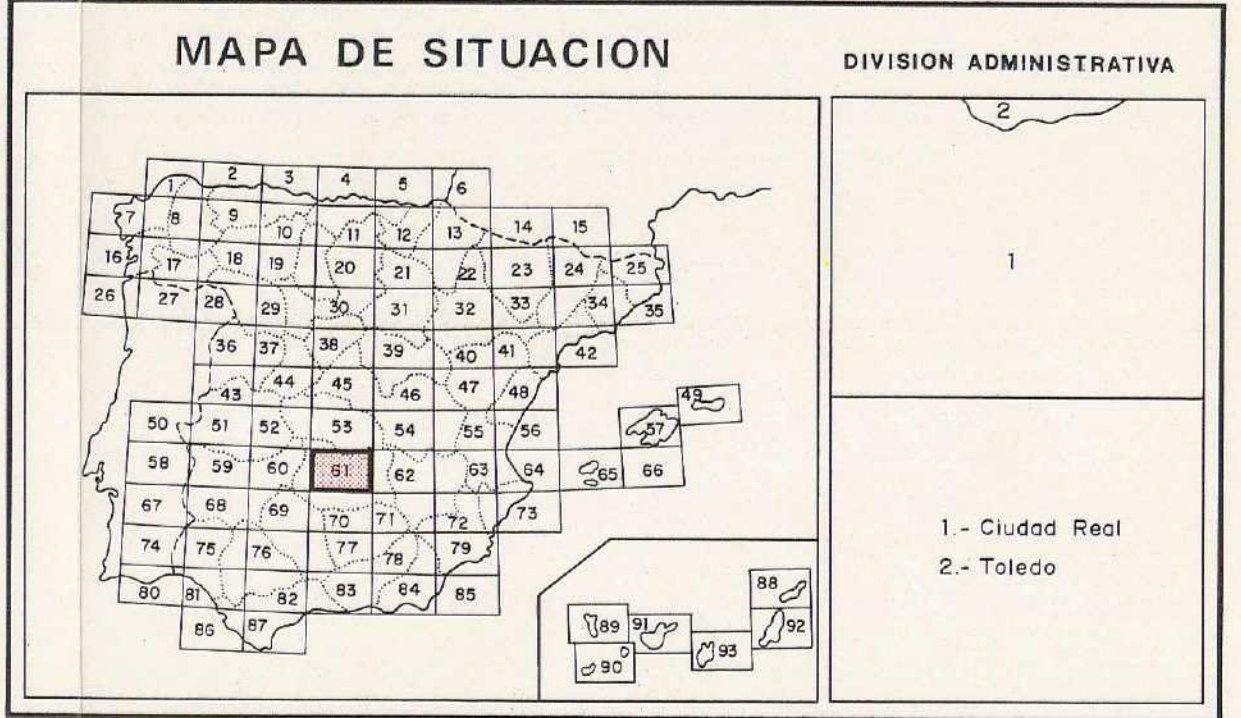 MAPA DE SITUACION
DIVISION ADMINISTRATIVA
1 2 3 4 5 6
7 8 9 10 11 12 13 14 15
16 17 18 19 20 21 22 23 24 25
26 27 28 29 30 31 32 33 34 35
36 37 38 39 40 41 42
43 44 45 46 47 48 49
50 51 52 53 54 55 56 57
58 59 60 61 62 63 64 65 66
67 68 69 70 71 72 73
74 75 76 77 78 79
80 81 82 83 84 85
86 87
88
89 91 92
90 93
2
1
1.- Ciudad Real
2.- Toledo